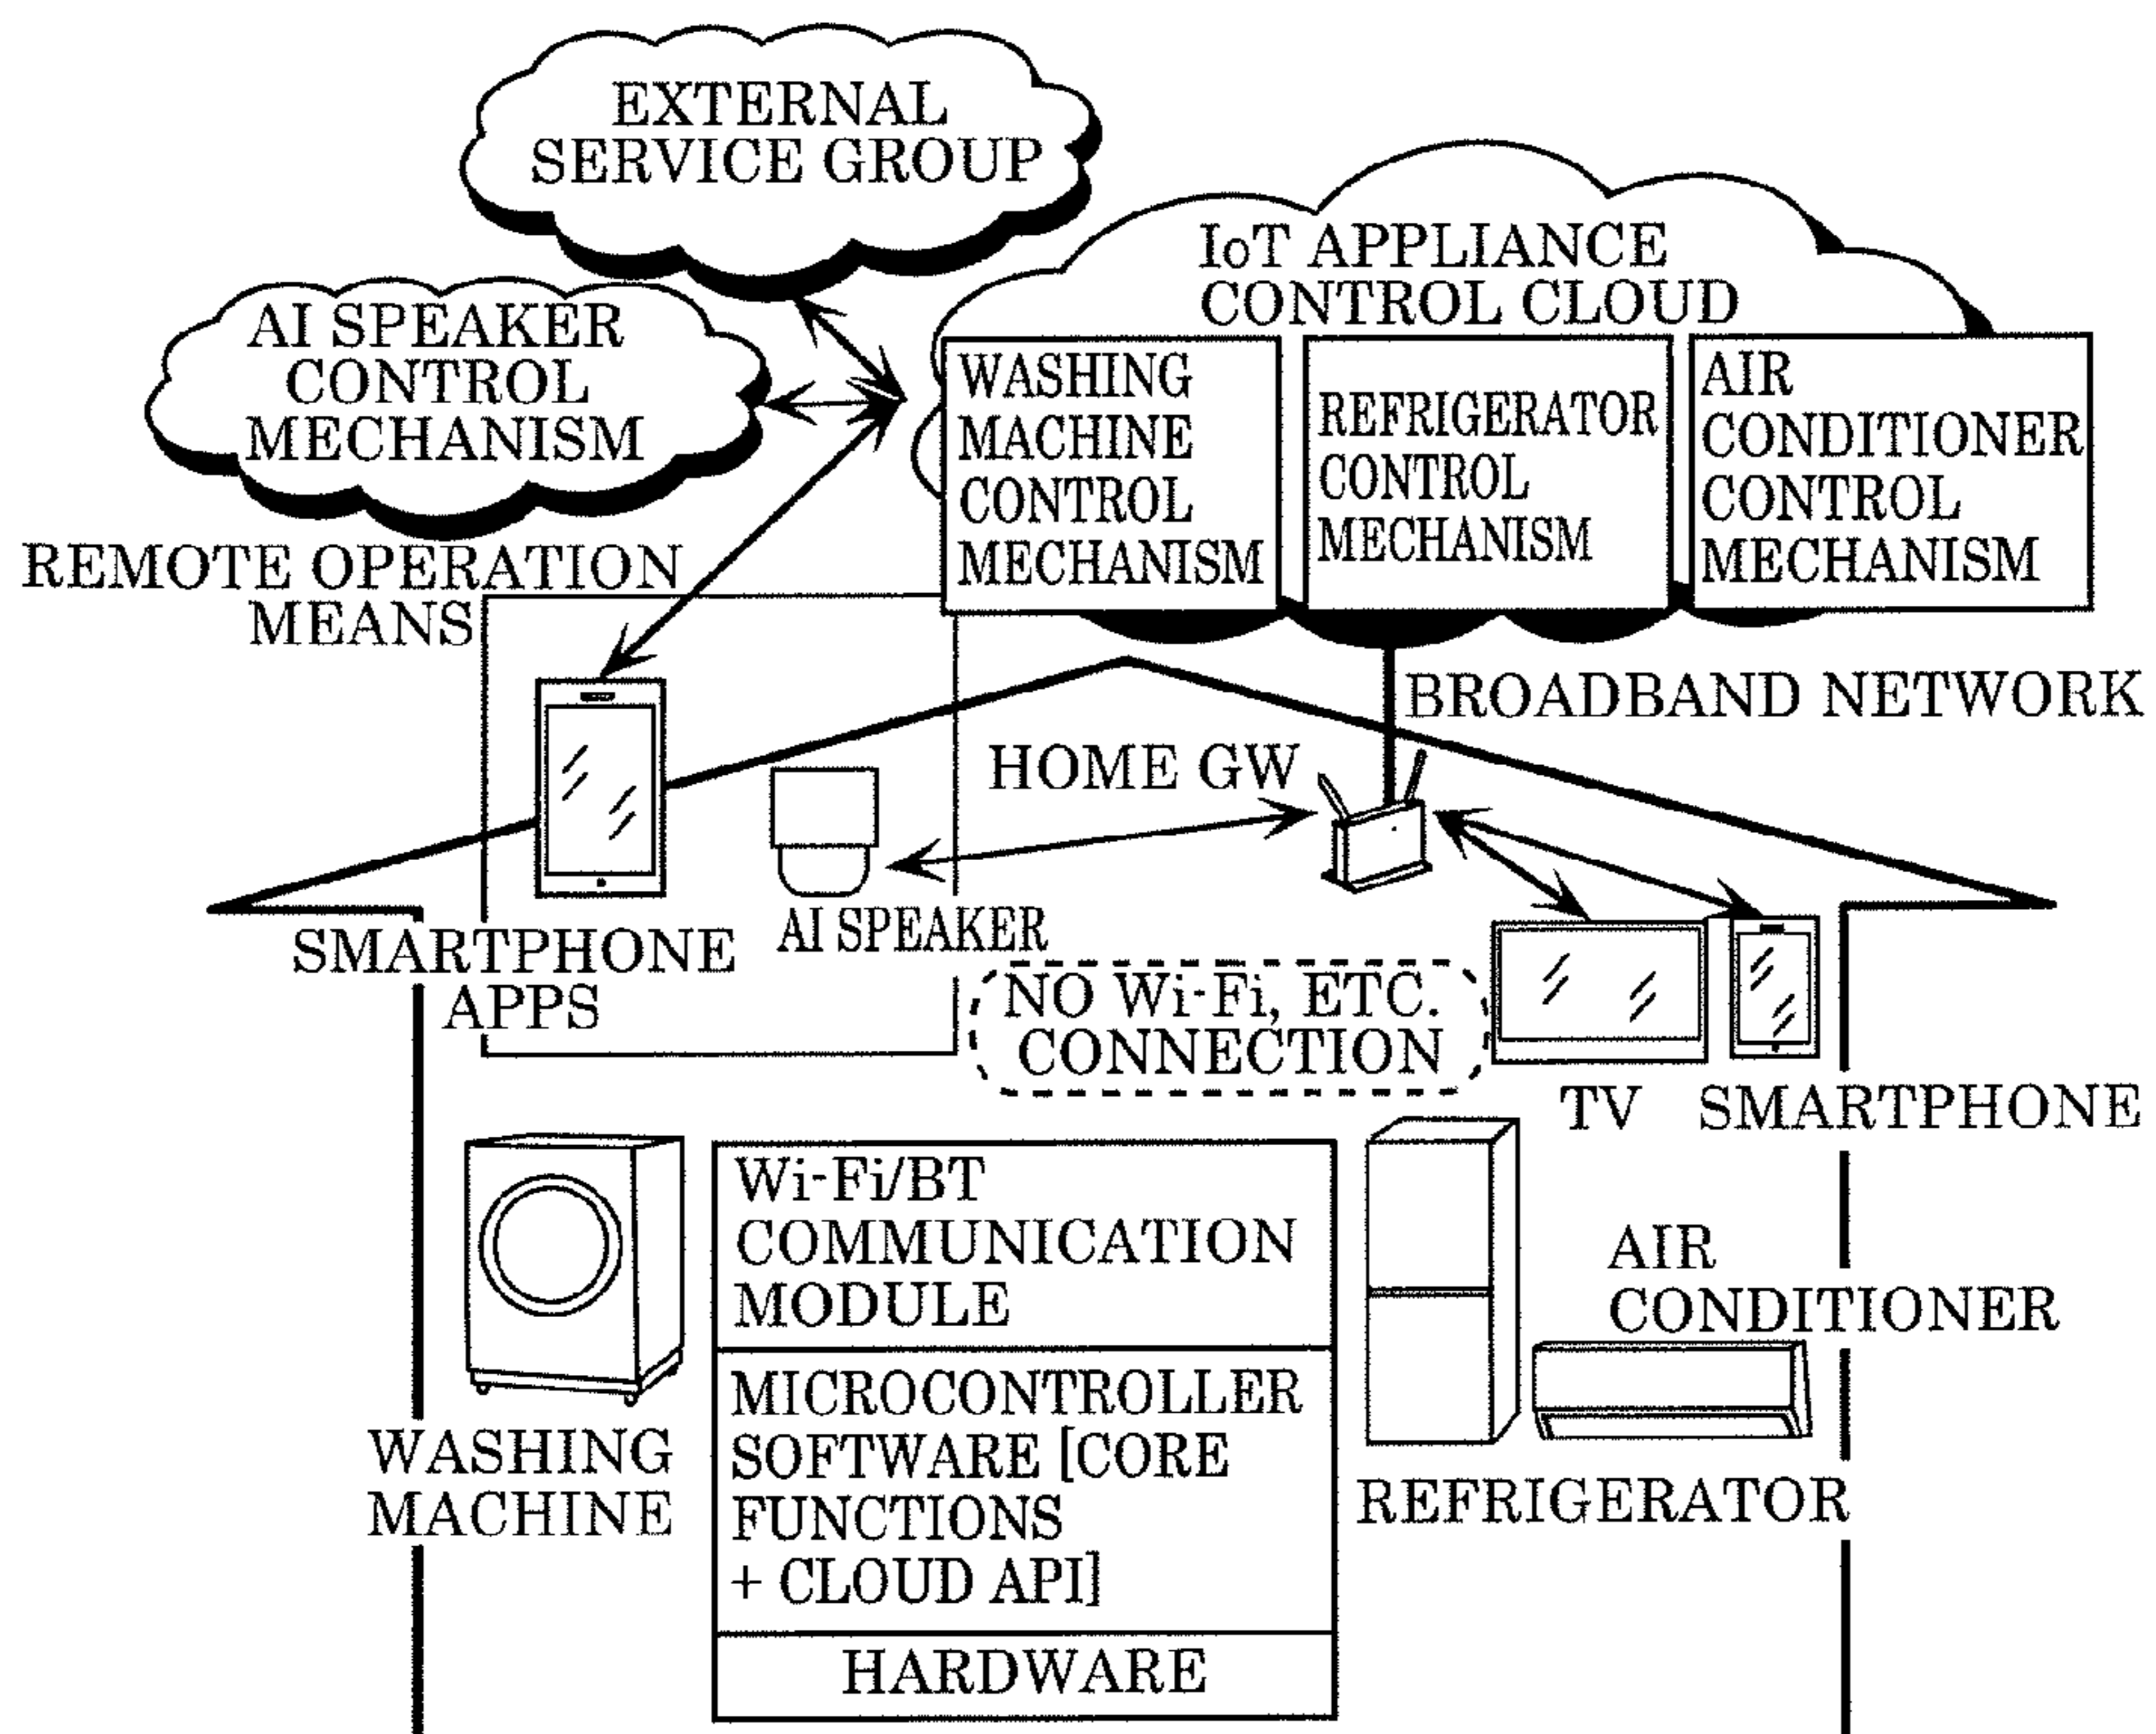 EXTERNAL
SERVICE GROUP
IoT APPLIANCE
CONTROL CLOUD
AI SPEAKER
CONTROL
MECHANISM
WASHING
MACHINE
CONTROL
MECHANISM
REFRIGERATOR
CONTROL
MECHANISM
AIR
CONDITIONER
CONTROL
MECHANISM
REMOTE OPERATION
MEANS
BROADBAND NETWORK
HOME GW
AI SPEAKER
SMARTPHONE
APPS
NO Wi-Fi, ETC.
CONNECTION
TV
SMARTPHONE
Wi-Fi/BT
COMMUNICATION
MODULE
MICROCONTROLLER
SOFTWARE [CORE
FUNCTIONS
+ CLOUD API]
HARDWARE
WASHING
MACHINE
AIR
CONDITIONER
REFRIGERATOR